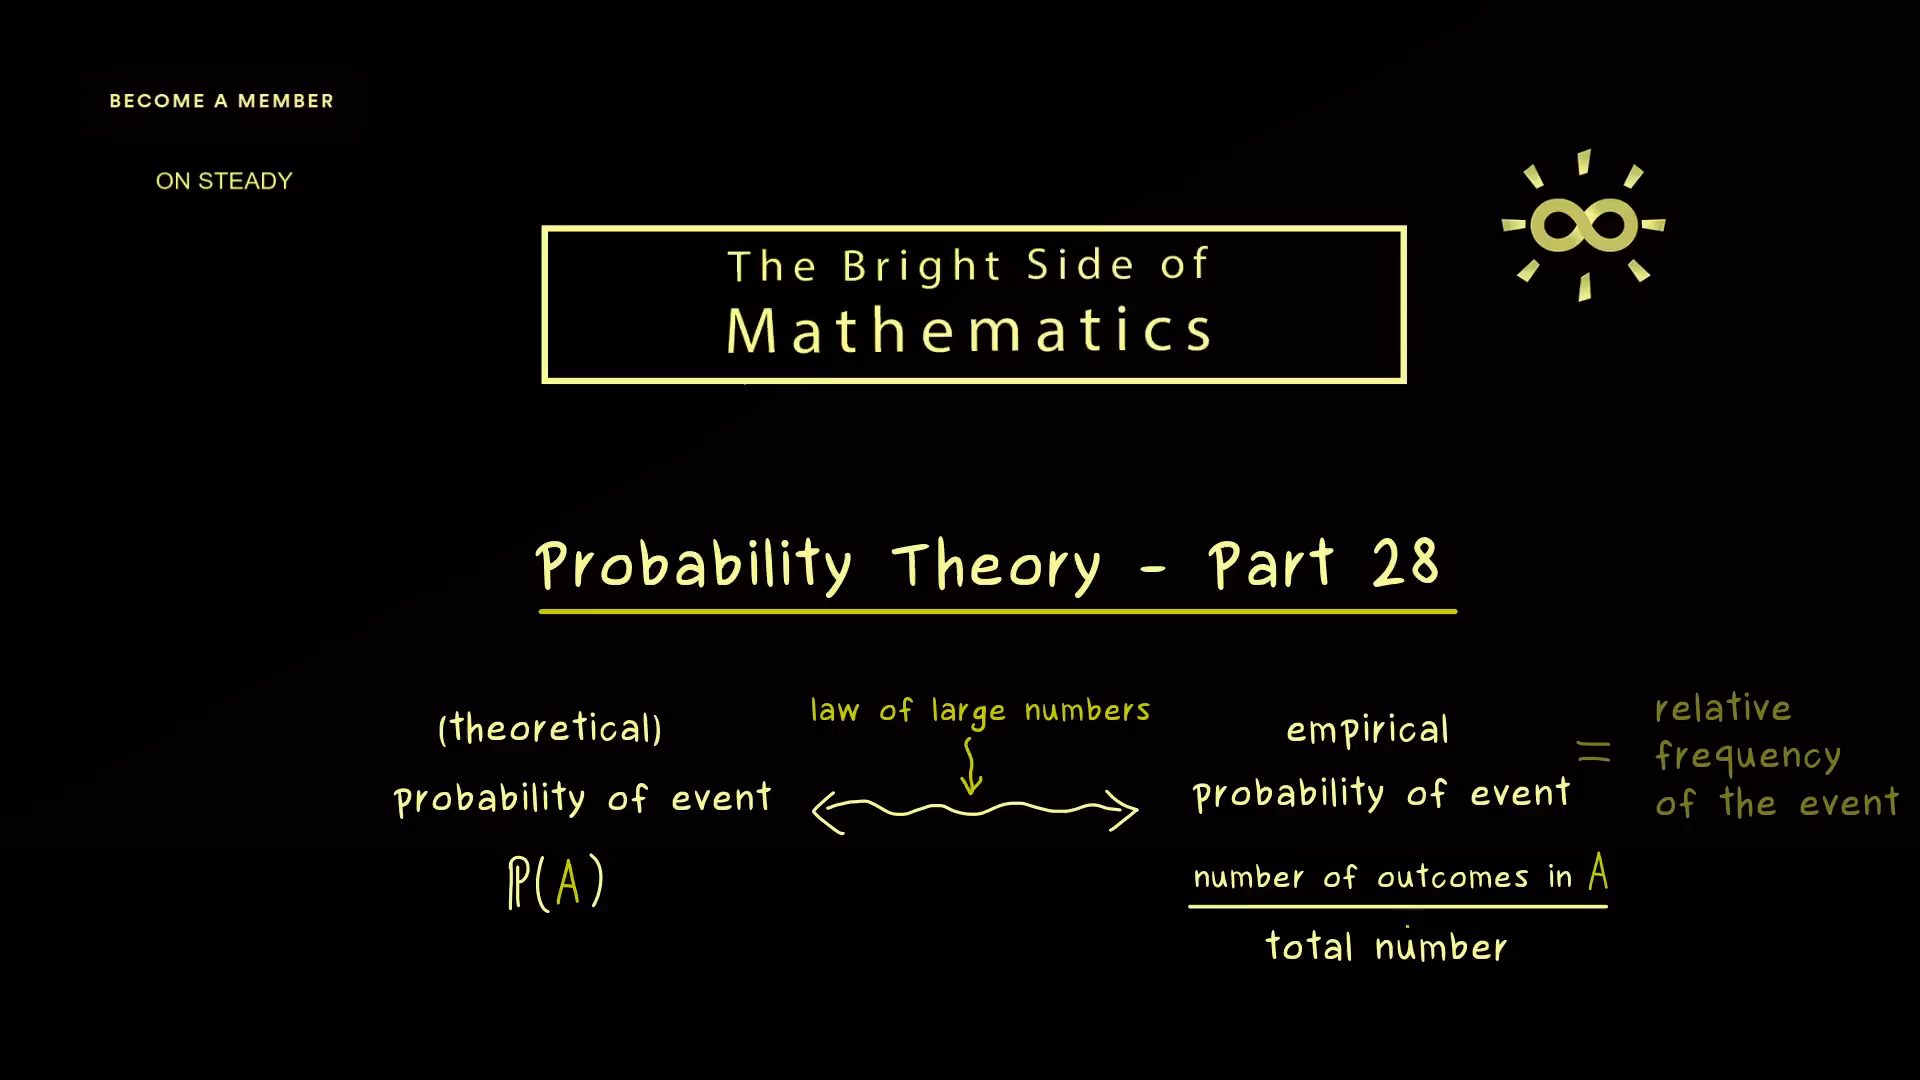 BECOME A MEMBER
ON STEADY
The Bright Side of
Mathematics
Probability Theory - Part 28
(theoretical)
probability of event
ℙ(A)
law of large numbers
empirical
probability of event
number of outcomes in A
total number
=
relative
frequency
of the event